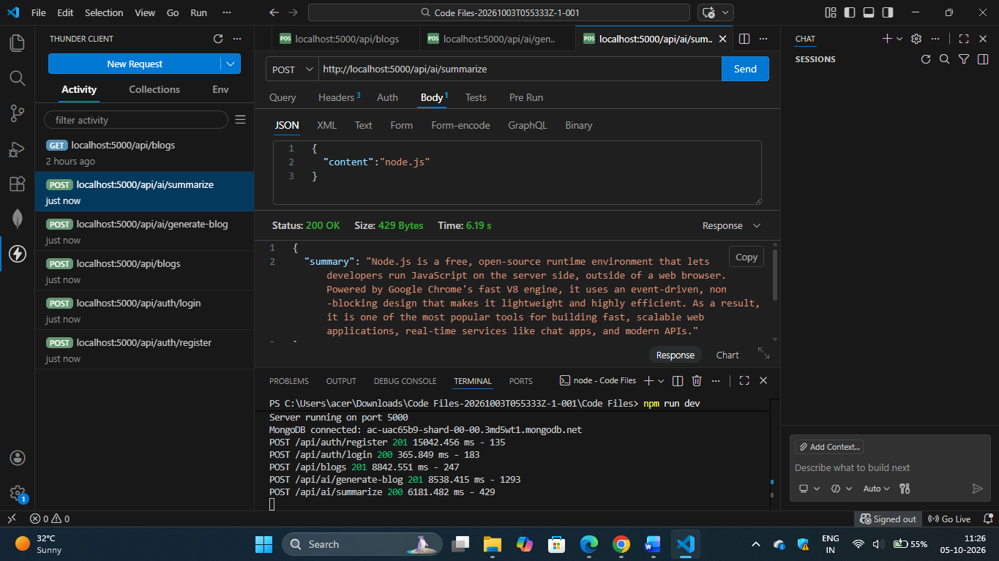 File Edit Selection View Go Run ···
Code Files-20261003T055333Z-1-001
THUNDER CLIENT
New Request
Activity Collections Env
filter activity
GET localhost:5000/api/blogs
2 hours ago
POST localhost:5000/api/ai/summarize
just now
POST localhost:5000/api/ai/generate-blog
just now
POST localhost:5000/api/blogs
just now
POST localhost:5000/api/auth/login
just now
POST localhost:5000/api/auth/register
just now
POS localhost:5000/api/blogs POS localhost:5000/api/ai/gen.. POS localhost:5000/api/ai/sum..
POST http://localhost:5000/api/ai/summarize Send
Query Headers 3 Auth Body 1 Tests Pre Run
JSON XML Text Form Form-encode GraphQL Binary
1 {
2 "content":"node.js"
3 }
Status: 200 OK Size: 429 Bytes Time: 6.19 s Response
Copy
1 {
2 "summary": "Node.js is a free, open-source runtime environment that lets
developers run JavaScript on the server side, outside of a web browser.
Powered by Google Chrome's fast V8 engine, it uses an event-driven, non
-blocking design that makes it lightweight and highly efficient. As a result,
it is one of the most popular tools for building fast, scalable web
applications, real-time services like chat apps, and modern APIs."
Response Chart
PROBLEMS OUTPUT DEBUG CONSOLE TERMINAL PORTS node - Code Files
PS C:\Users\acer\Downloads\Code Files-20261003T055333Z-1-001\Code Files> npm run dev
Server running on port 5000
MongoDB connected: ac-uac65b9-shard-00-00.3md5wt1.mongodb.net
POST /api/auth/register 201 15042.456 ms - 135
POST /api/auth/login 200 365.849 ms - 183
POST /api/blogs 201 8842.551 ms - 247
POST /api/ai/generate-blog 201 8538.415 ms - 1293
POST /api/ai/summarize 200 6181.482 ms - 429
CHAT
SESSIONS
Add Context...
Describe what to build next
Auto
1
0 0
Signed out Go Live
32°C
Sunny
Search
ENG
IN
55%
11:26
05-10-2026